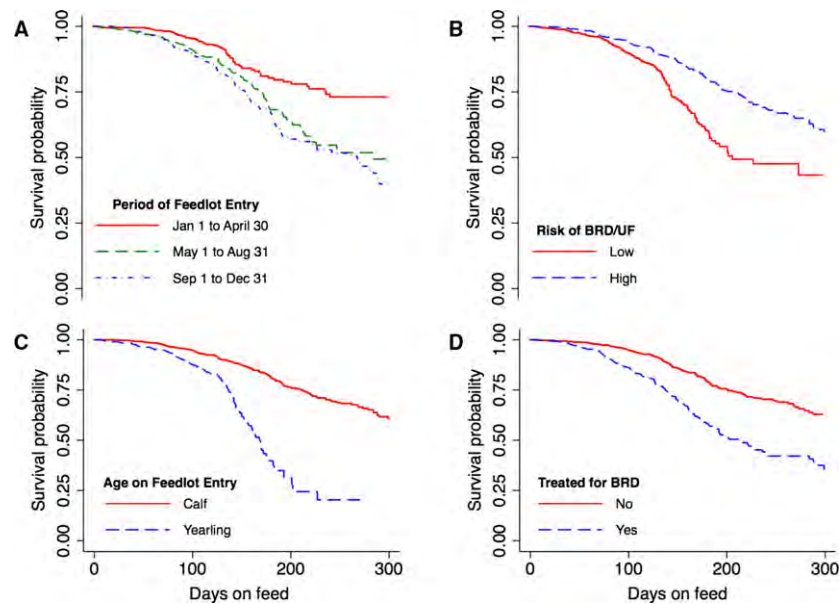 A
Survival probability
0.00 0.25 0.50 0.75 1.00
Period of Feedlot Entry
Jan 1 to April 30
May 1 to Aug 31
Sep 1 to Dec 31
B
Survival probability
0.00 0.25 0.50 0.75 1.00
Risk of BRD/UF
Low
High
C
Survival probability
0.00 0.25 0.50 0.75 1.00
Age on Feedlot Entry
Calf
Yearling
0 100 200 300
Days on feed
D
Survival probability
0.00 0.25 0.50 0.75 1.00
Treated for BRD
No
Yes
0 100 200 300
Days on feed